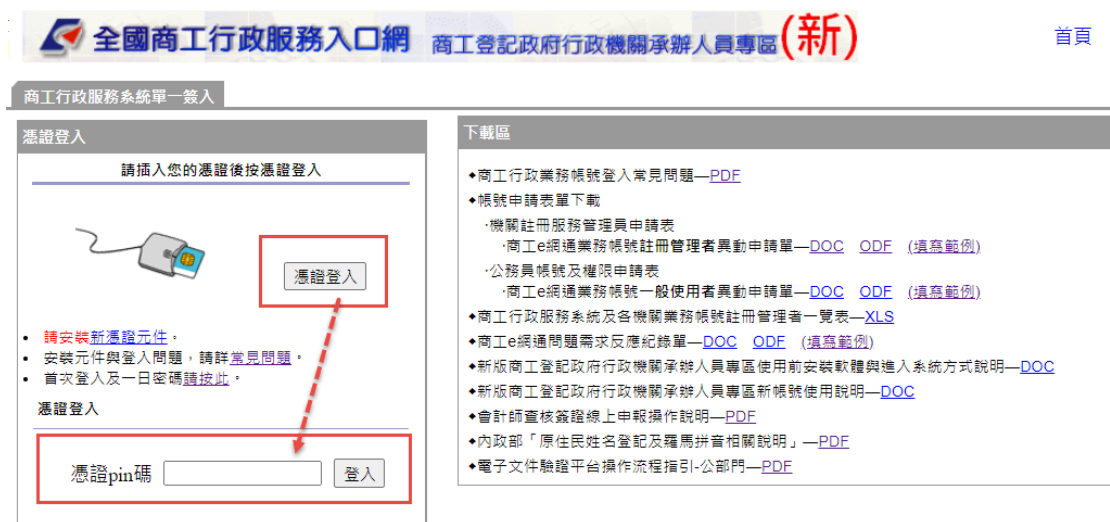 全國商工行政服務入口網 商工登記政府行政機關承辦人員專區(新) 首頁
商工行政服務系統單一簽入
憑證登入
請插入您的憑證後按憑證登入
憑證登入
• 請安裝新憑證元件。
• 安裝元件與登入問題，請詳常見問題。
• 首次登入及一日密碼請按此。
憑證登入
憑證pin碼 登入
下載區
◆商工行政業務帳號登入常見問題—PDF
◆帳號申請表單下載
‧機關註冊服務管理員申請表
‧商工e網通業務帳號註冊管理者異動申請單—DOC ODF (填寫範例)
‧公務員帳號及權限申請表
‧商工e網通業務帳號一般使用者異動申請單—DOC ODF (填寫範例)
◆商工行政服務系統及各機關業務帳號註冊管理者一覽表—XLS
◆商工e網通問題需求反應紀錄單—DOC ODF (填寫範例)
◆新版商工登記政府行政機關承辦人員專區使用前安裝軟體與進入系統方式說明—DOC
◆新版商工登記政府行政機關承辦人員專區新帳號使用說明—DOC
◆會計師查核簽證線上申報操作說明—PDF
◆內政部「原住民姓名登記及羅馬拼音相關說明」—PDF
◆電子文件驗證平台操作流程指引-公部門—PDF